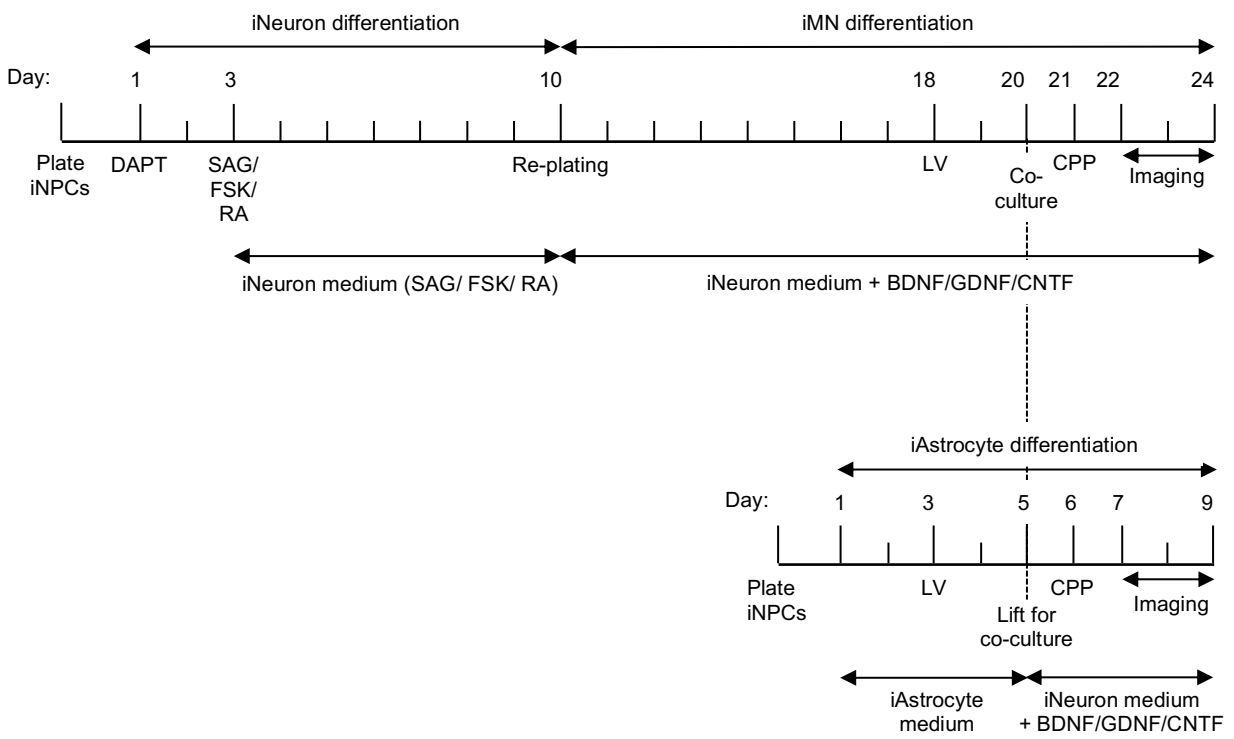 iNeuron differentiation
iMN differentiation
Day:
1
3
10
18
20
21
22
24
Plate
iNPCs
DAPT
SAG/
FSK/
RA
Re-plating
LV
Co-
culture
CPP
Imaging
iNeuron medium (SAG/ FSK/ RA)
iNeuron medium + BDNF/GDNF/CNTF
iAstrocyte differentiation
Day:
1
3
5
6
7
9
Plate
iNPCs
LV
Lift for
co-culture
CPP
Imaging
iAstrocyte
medium
iNeuron medium
+ BDNF/GDNF/CNTF